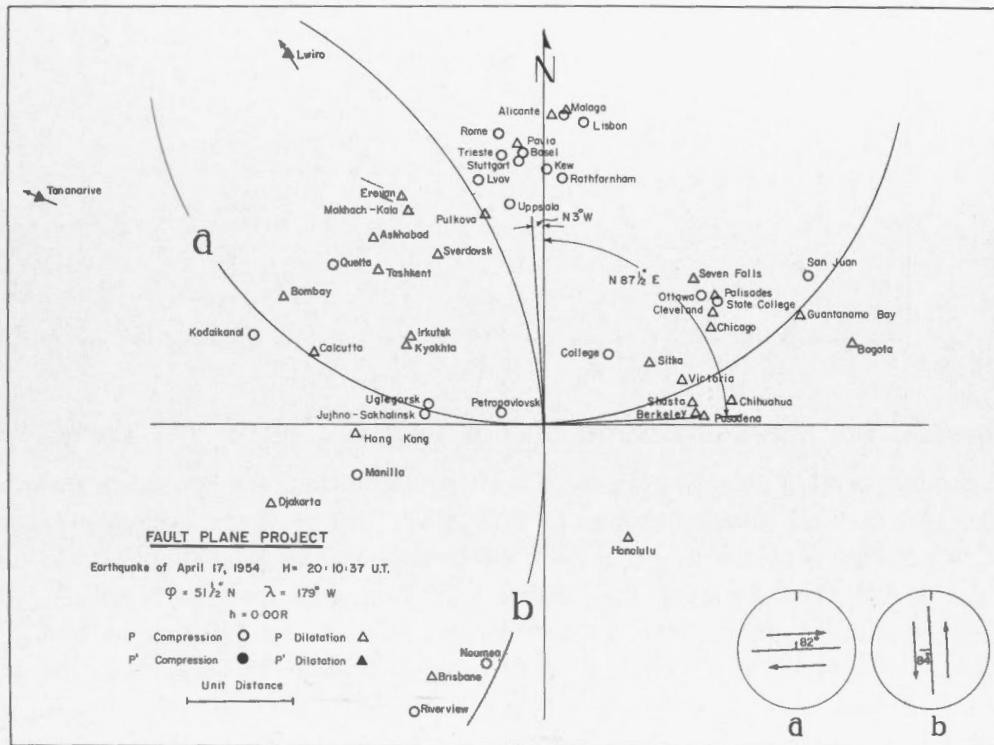 Lwiro
N
Alicante
Malaga
Lisbon
Rome
Pavia
Trieste
Basel
Stuttgart
Kew
Lvov
Rathfarnham
Tananarive
Erevan
Makhach-Kala
Uppsala
Pulkova
N 3° W
a
Askhabad
Sverdovsk
Quetta
Tashkent
N 87½° E
San Juan
Seven Falls
Bombay
Ottawa
Palisades
State College
Cleveland
Guantanamo Bay
Kodaikanal
Irkutsk
Chicago
Kyakhta
Calcutta
College
Sitka
Bogota
Victoria
Uglegorsk
Petropavlovsk
Shasta
Chihuahua
Jujhno-Sakhalinsk
Berkeley
Pasadena
Hong Kong
Manilla
Djakarta
Honolulu
FAULT PLANE PROJECT
Earthquake of April 17, 1954 H= 20:10:37 U.T.
φ = 51½° N λ = 179° W
h = 0.00R
P Compression P Dilatation
P' Compression P' Dilatation
Unit Distance
b
Noumea
Brisbane
Riverview
82°
84°
a
b